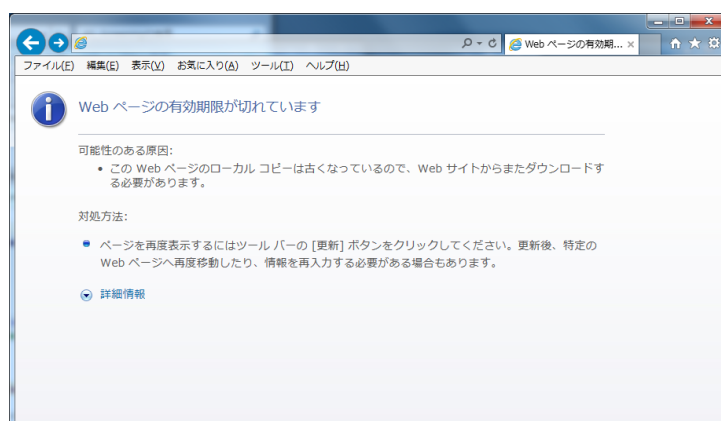 Web ページの有効期... ×
ファイル(F) 編集(E) 表示(V) お気に入り(A) ツール(T) ヘルプ(H)
Web ページの有効期限が切れています
可能性のある原因:
• この Web ページのローカル コピーは古くなっているので、Web サイトからまたダウンロードす
る必要があります。
対処方法:
ページを再度表示するにはツール バーの [更新] ボタンをクリックしてください。更新後、特定の
Web ページへ再度移動したり、情報を再入力する必要がある場合もあります。
詳細情報